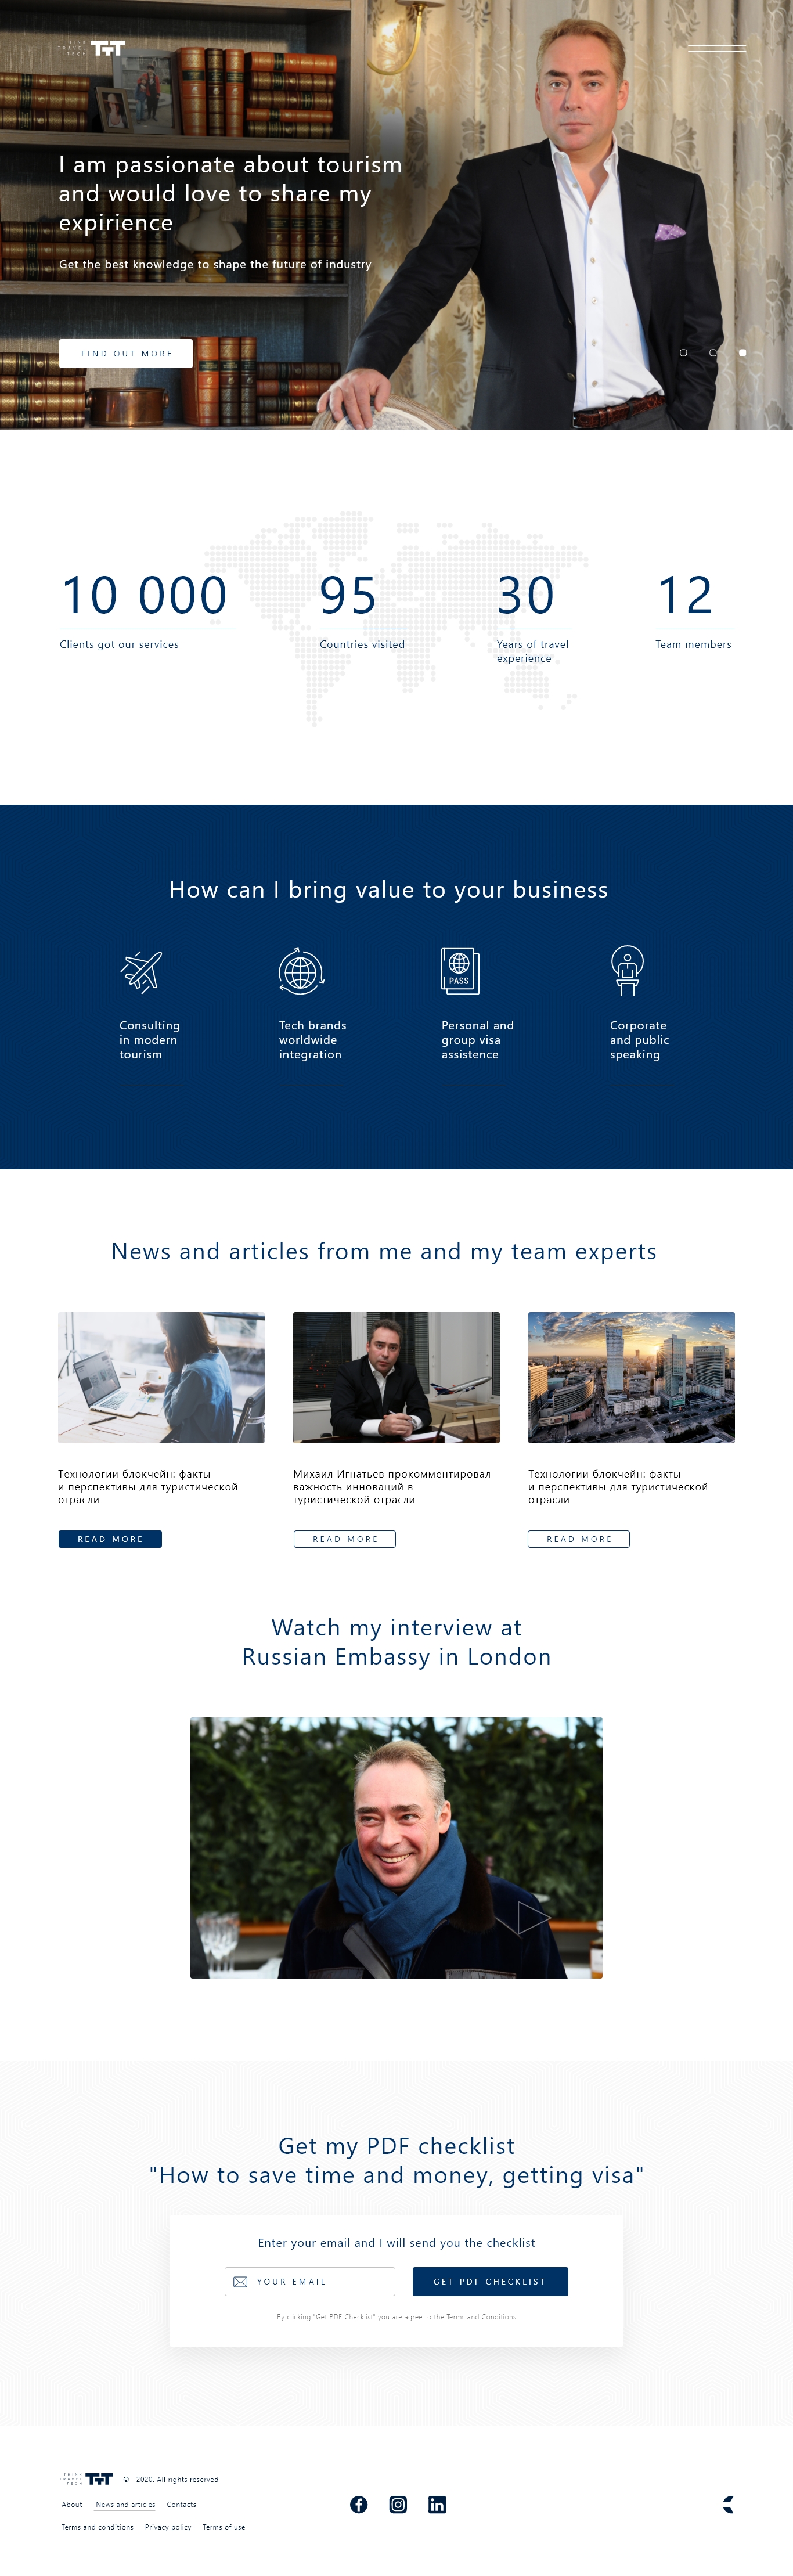 THINK
TRAVEL
TECH
TTT
I am passionate about tourism
and would love to share my
expirience
Get the best knowledge to shape the future of industry
FIND OUT MORE
10 000
Clients got our services
95
Countries visited
30
Years of travel
experience
12
Team members
How can I bring value to your business
PASS
Consulting
in modern
tourism
Tech brands
worldwide
integration
Personal and
group visa
assistence
Corporate
and public
speaking
News and articles from me and my team experts
Технологии блокчейн: факты
и перспективы для туристической
отрасли
READ MORE
Михаил Игнатьев прокомментировал
важность инноваций в
туристической отрасли
READ MORE
Технологии блокчейн: факты
и перспективы для туристической
отрасли
READ MORE
Watch my interview at
Russian Embassy in London
Get my PDF checklist
"How to save time and money, getting visa"
Enter your email and I will send you the checklist
YOUR EMAIL
GET PDF CHECKLIST
By clicking "Get PDF Checklist" you are agree to the Terms and Conditions
THINK
TRAVEL
TECH
TTT
© 2020. All rights reserved
About News and articles Contacts
Terms and conditions Privacy policy Terms of use